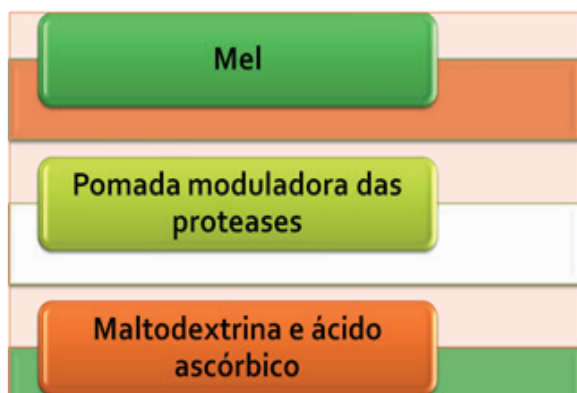 Mel
Pomada moduladora das
proteases
Maltodextrina e ácido
ascórbico